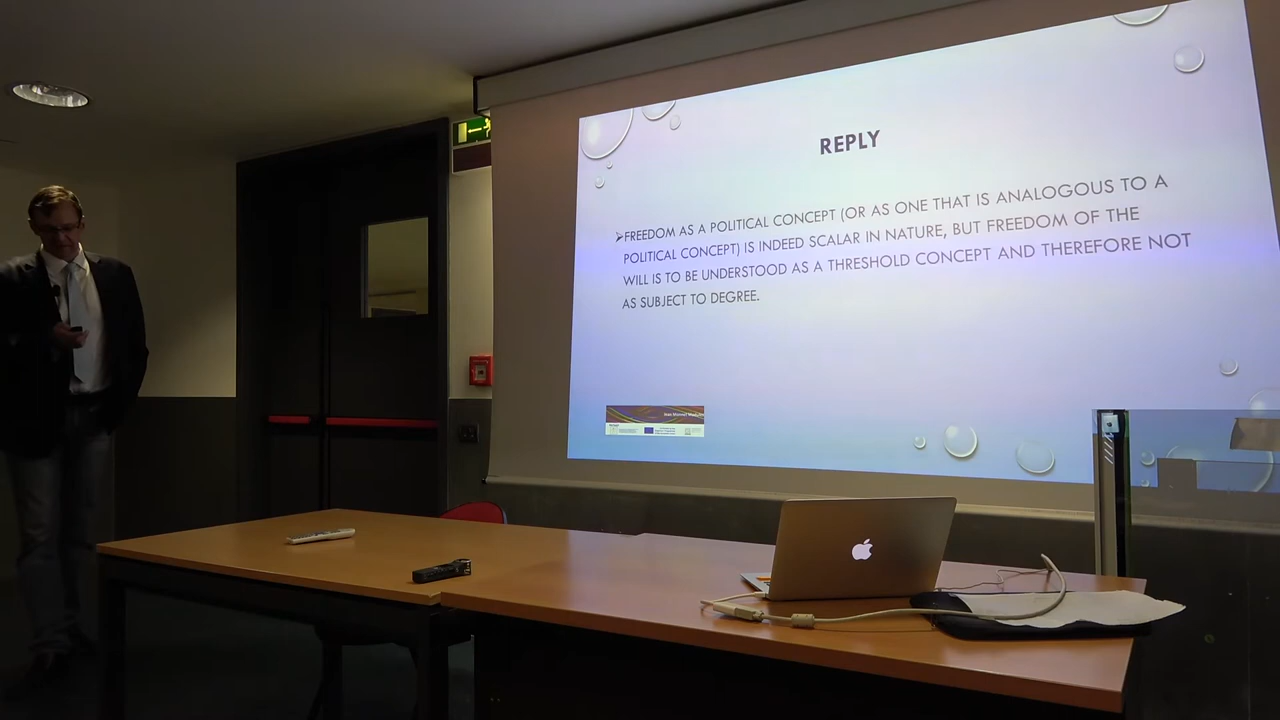 REPLY
FREEDOM AS A POLITICAL CONCEPT (OR AS ONE THAT IS ANALOGOUS TO A
POLITICAL CONCEPT) IS INDEED SCALAR IN NATURE, BUT FREEDOM OF THE
WILL IS TO BE UNDERSTOOD AS A THRESHOLD CONCEPT AND THEREFORE NOT
AS SUBJECT TO DEGREE.
Jean Monnet